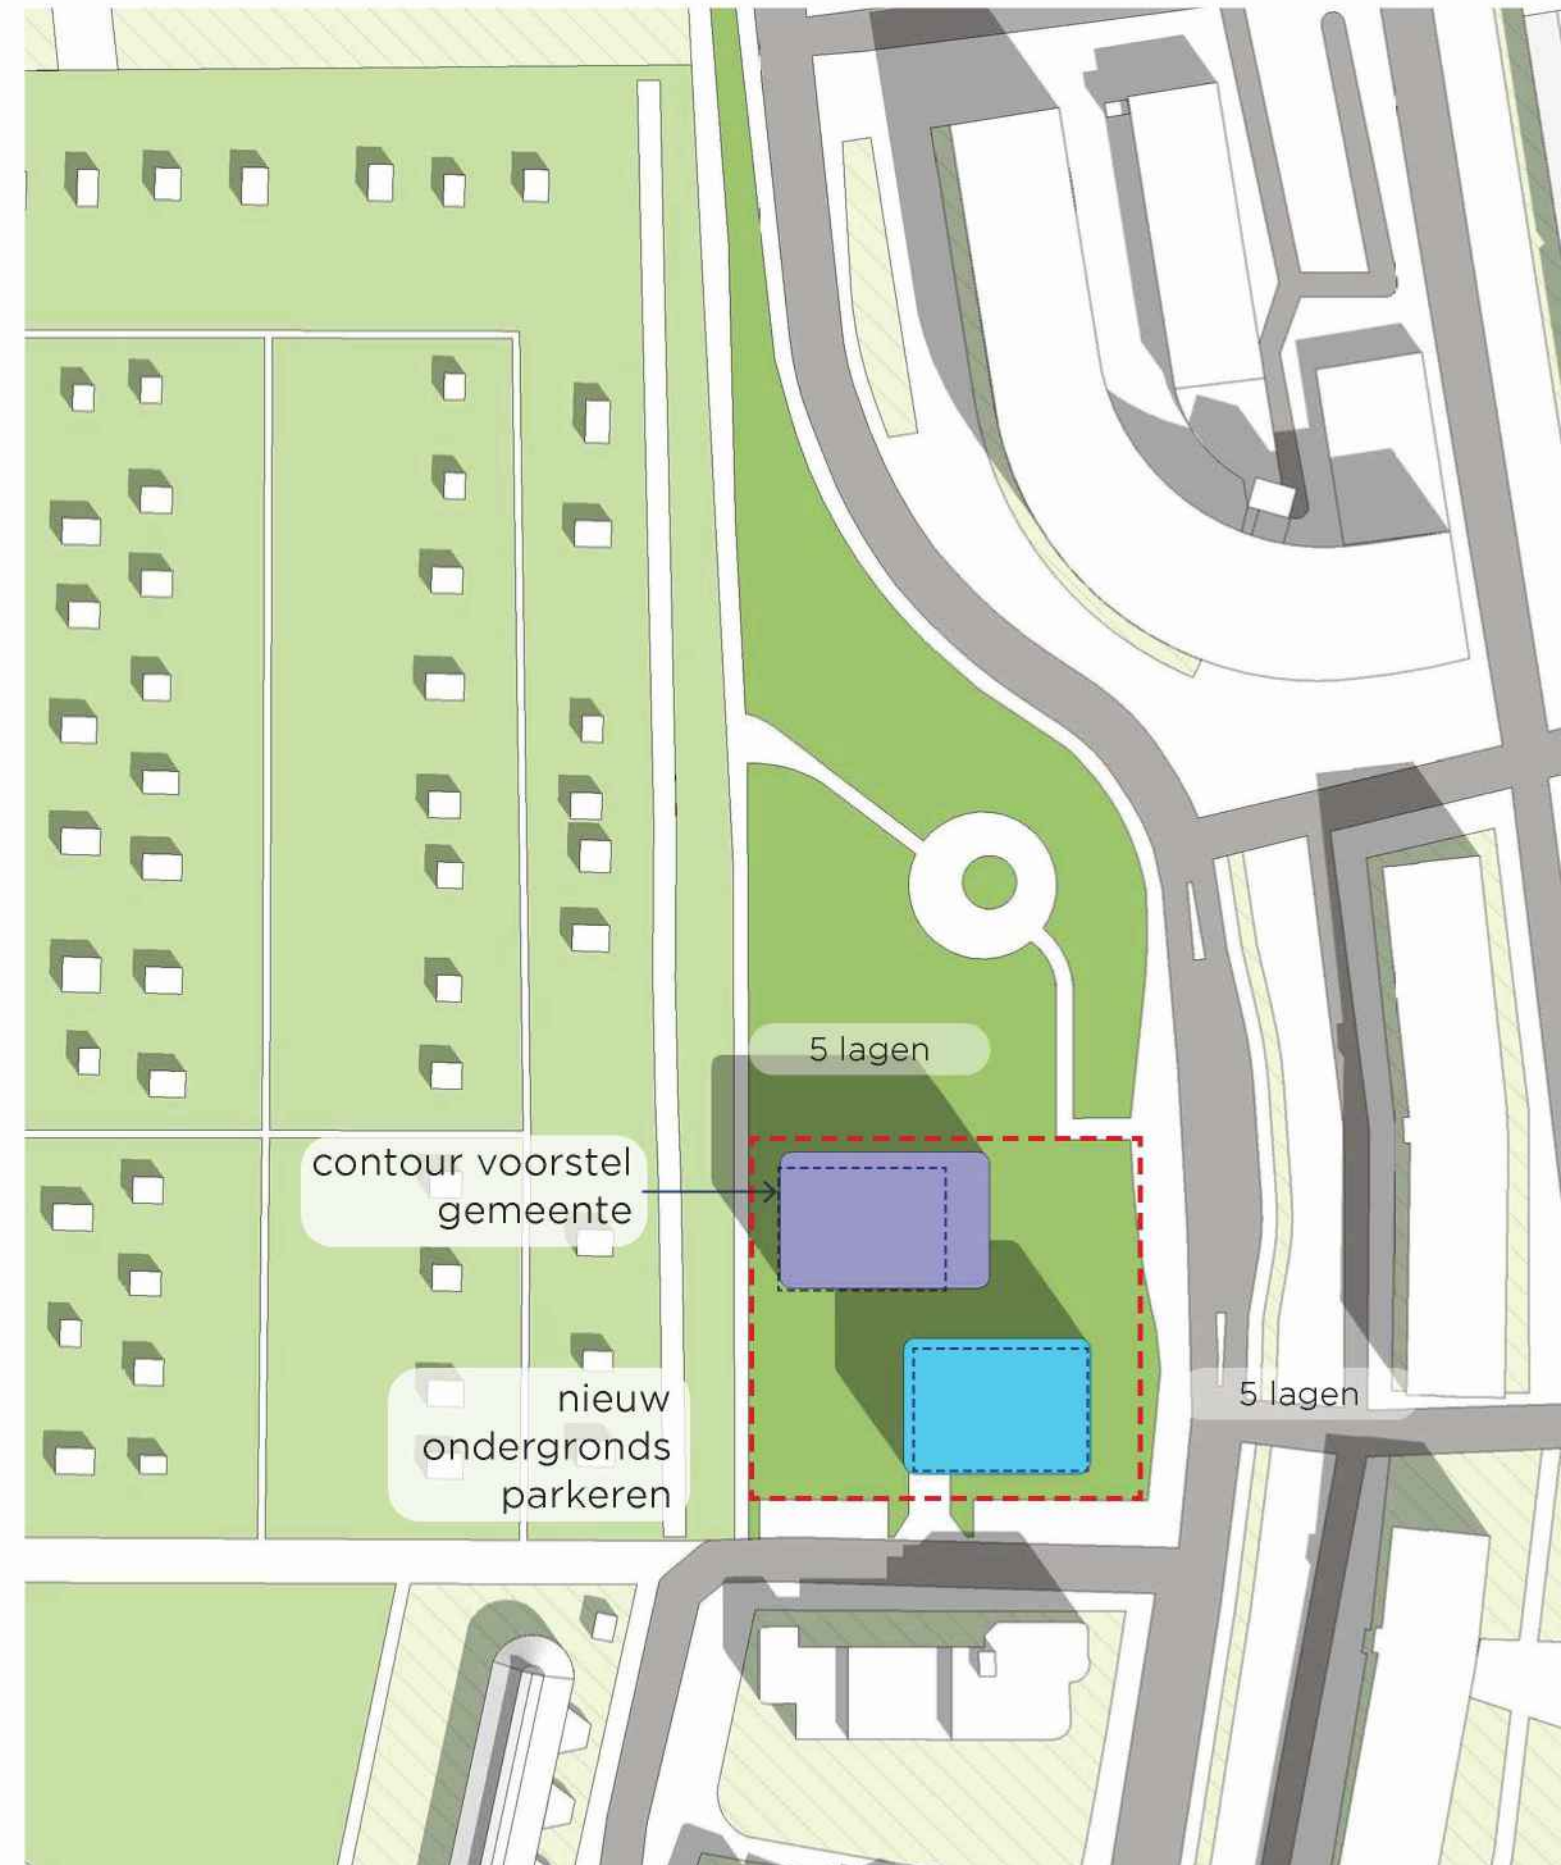 5 lagen
contour voorstel
gemeente
nieuw
ondergronds
parkeren
5 lagen